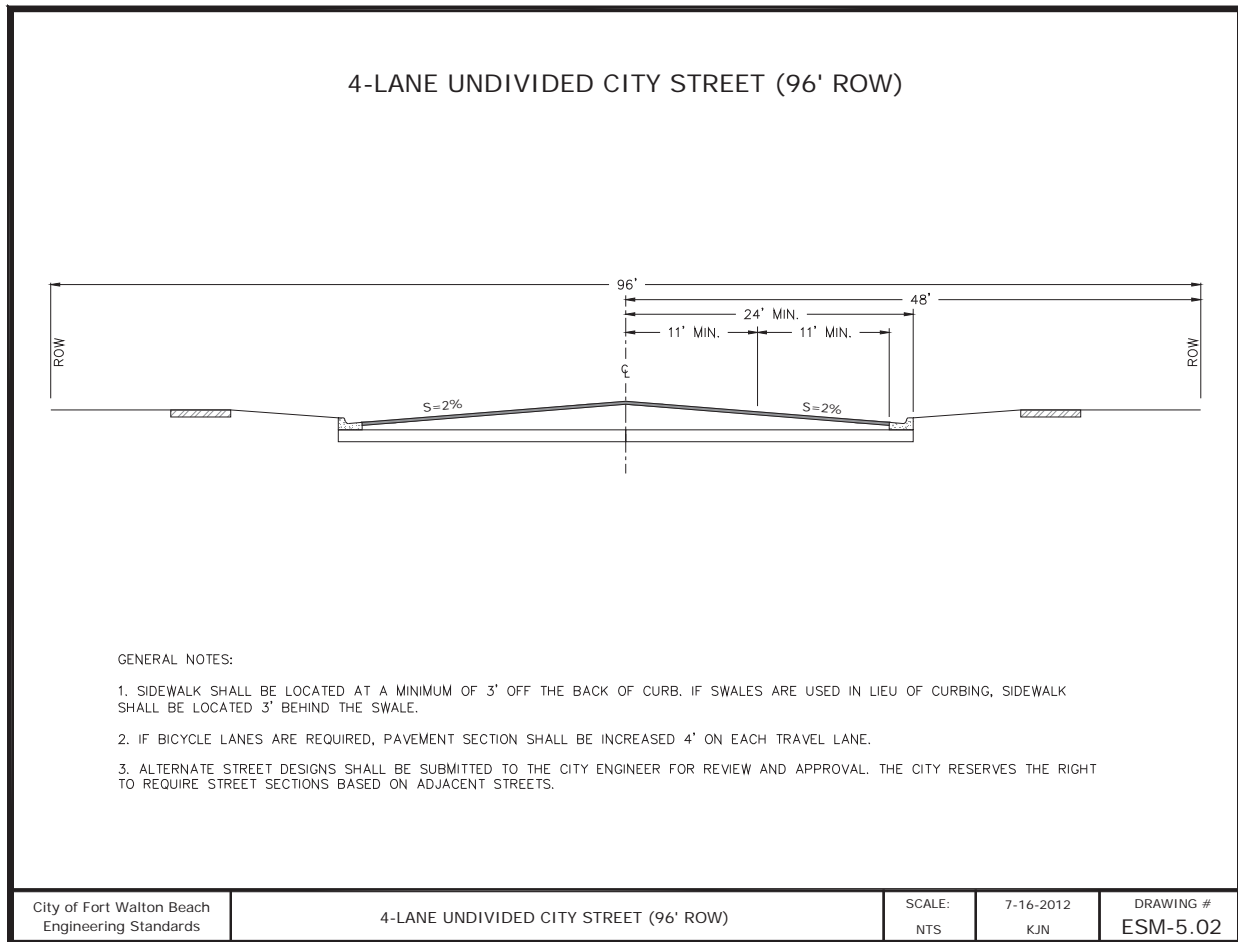 4-LANE UNDIVIDED CITY STREET (96' ROW)
96'
48'
24' MIN.
11' MIN.
11' MIN.
ROW
ROW
℄
S=2%
S=2%
GENERAL NOTES:
1. SIDEWALK SHALL BE LOCATED AT A MINIMUM OF 3' OFF THE BACK OF CURB. IF SWALES ARE USED IN LIEU OF CURBING, SIDEWALK
SHALL BE LOCATED 3' BEHIND THE SWALE.
2. IF BICYCLE LANES ARE REQUIRED, PAVEMENT SECTION SHALL BE INCREASED 4' ON EACH TRAVEL LANE.
3. ALTERNATE STREET DESIGNS SHALL BE SUBMITTED TO THE CITY ENGINEER FOR REVIEW AND APPROVAL. THE CITY RESERVES THE RIGHT
TO REQUIRE STREET SECTIONS BASED ON ADJACENT STREETS.
City of Fort Walton Beach
Engineering Standards
4-LANE UNDIVIDED CITY STREET (96' ROW)
SCALE:
NTS
7-16-2012
KJN
DRAWING #
ESM-5.02